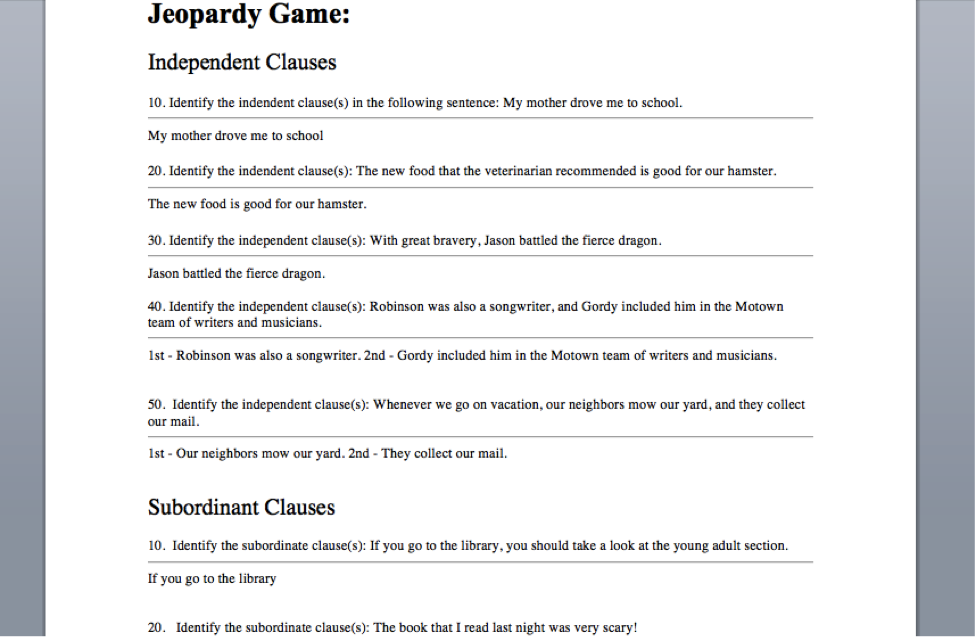 Jeopardy Game:
Independent Clauses
10. Identify the indendent clause(s) in the following sentence: My mother drove me to school.
My mother drove me to school
20. Identify the indendent clause(s): The new food that the veterinarian recommended is good for our hamster.
The new food is good for our hamster.
30. Identify the independent clause(s): With great bravery, Jason battled the fierce dragon.
Jason battled the fierce dragon.
40. Identify the independent clause(s): Robinson was also a songwriter, and Gordy included him in the Motown
team of writers and musicians.
1st - Robinson was also a songwriter. 2nd - Gordy included him in the Motown team of writers and musicians.
50.  Identify the independent clause(s): Whenever we go on vacation, our neighbors mow our yard, and they collect
our mail.
1st - Our neighbors mow our yard. 2nd - They collect our mail.
Subordinant Clauses
10.  Identify the subordinate clause(s): If you go to the library, you should take a look at the young adult section.
If you go to the library
20.   Identify the subordinate clause(s): The book that I read last night was very scary!